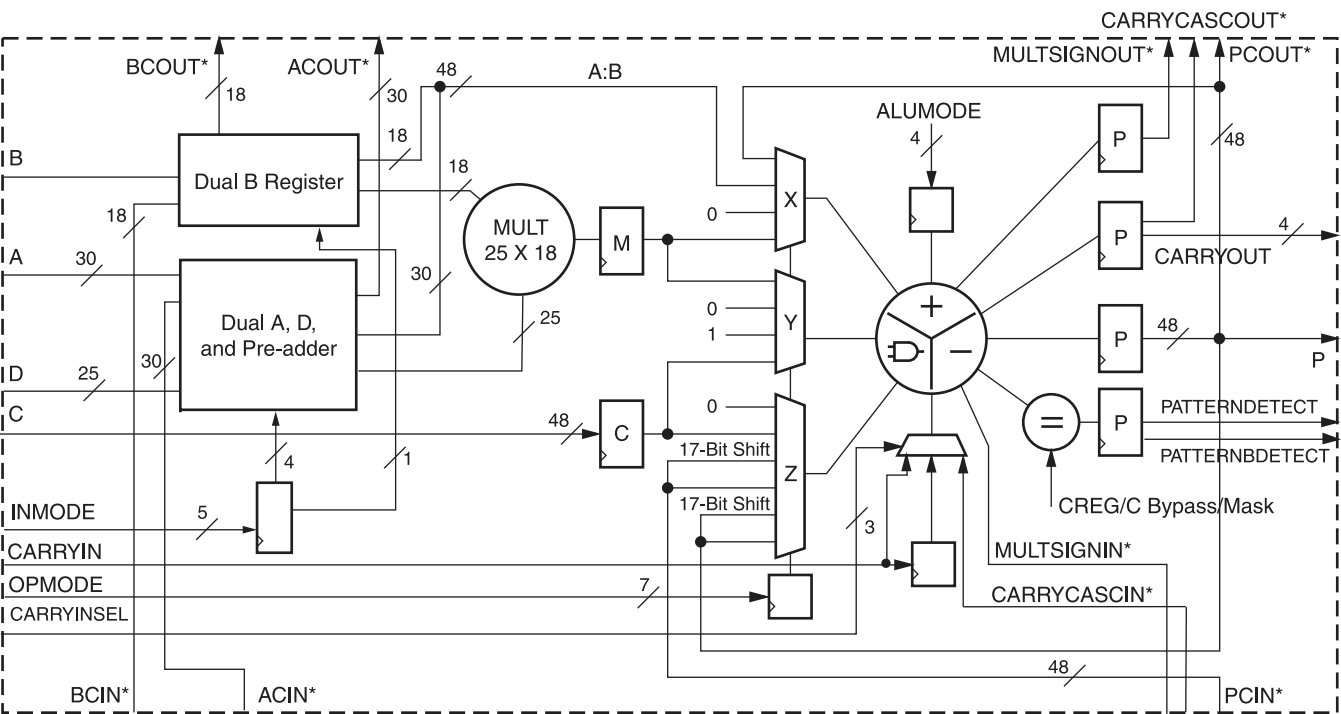 CARRYCASCOUT*
BCOUT* ACOUT* MULTSIGNOUT* PCOUT*
48 A:B
18 30
ALUMODE
4
18
B
Dual B Register
18
P
48
MULT
25 X 18
18
X
0
M
4
P
CARRYOUT
A
30
30
0
Y
1
+
−
Dual A, D,
and Pre-adder
25
30
48
P
P
D
25
C
48
C
0
17-Bit Shift
Z
17-Bit Shift
=
P
PATTERNDETECT
PATTERNBDETECT
4
1
CREG/C Bypass/Mask
INMODE
5
3
CARRYIN
MULTSIGNIN*
OPMODE
7
CARRYINSEL
CARRYCASCIN*
48
BCIN* ACIN* PCIN*